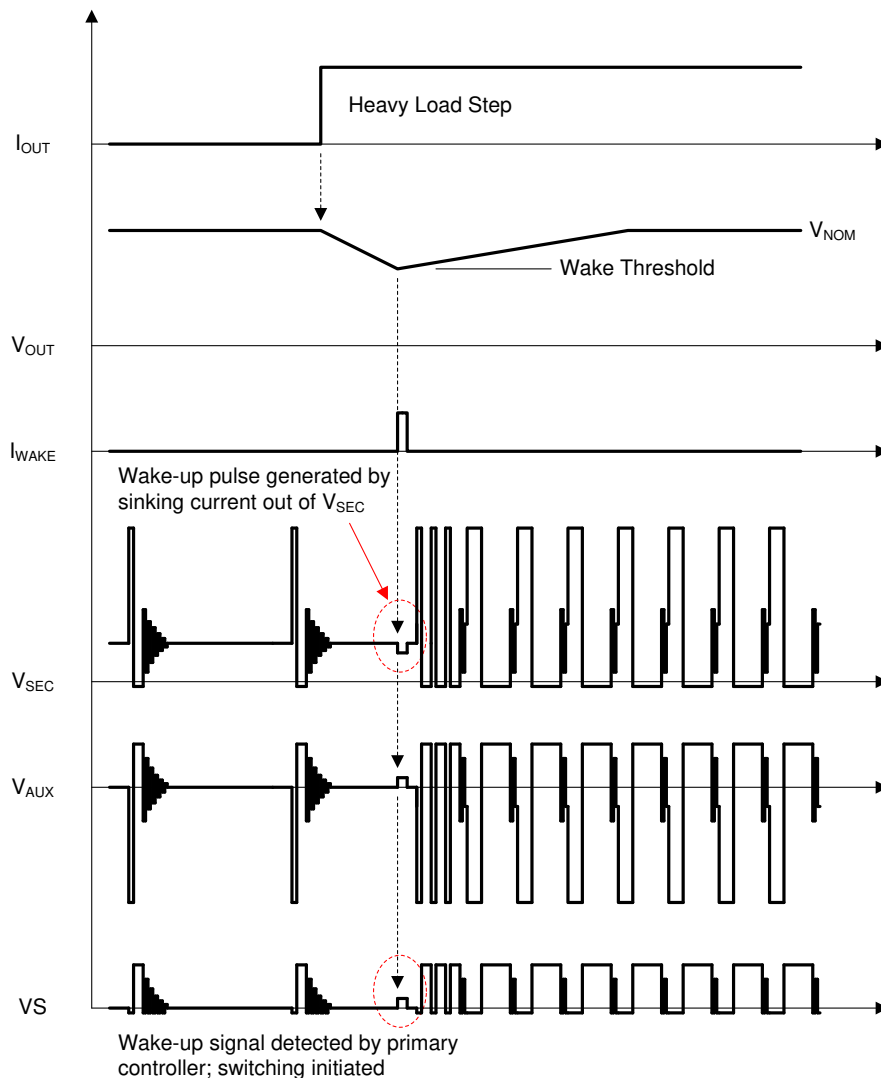 Heavy Load Step
I_OUT
V_NOM
Wake Threshold
V_OUT
I_WAKE
Wake-up pulse generated by
sinking current out of V_SEC
V_SEC
V_AUX
VS
Wake-up signal detected by primary
controller; switching initiated